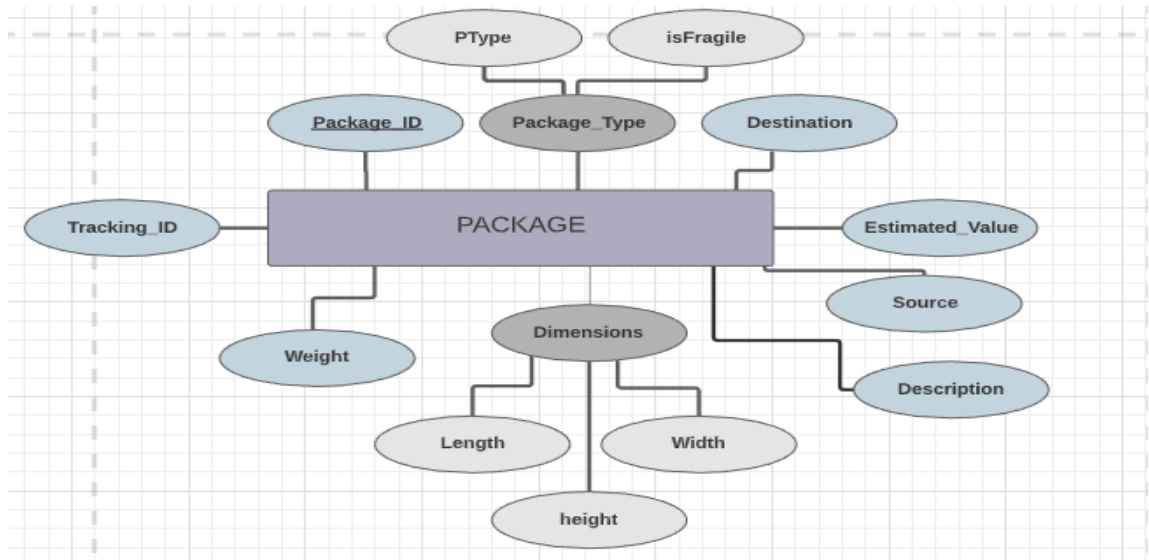 PType
isFragile
Package_ID
Package_Type
Destination
Tracking_ID
PACKAGE
Estimated_Value
Source
Dimensions
Weight
Description
Length
Width
height